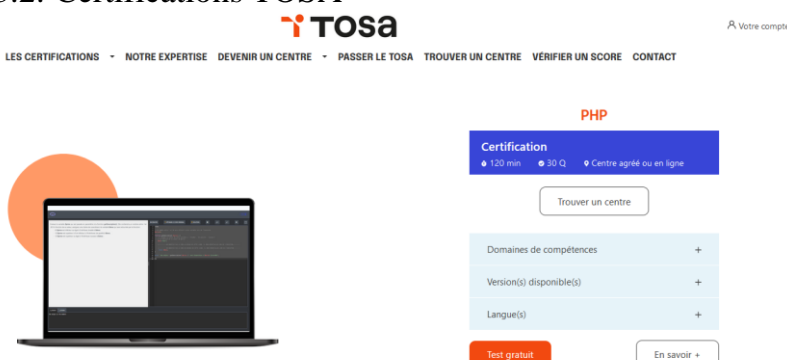 TOSA
Votre compte
LES CERTIFICATIONS NOTRE EXPERTISE DEVENIR UN CENTRE PASSER LE TOSA TROUVER UN CENTRE VÉRIFIER UN SCORE CONTACT
PHP
Certification
120 min 30 Q Centre agréé ou en ligne
Trouver un centre
Domaines de compétences +
Version(s) disponible(s) +
Langue(s) +
Test gratuit En savoir +